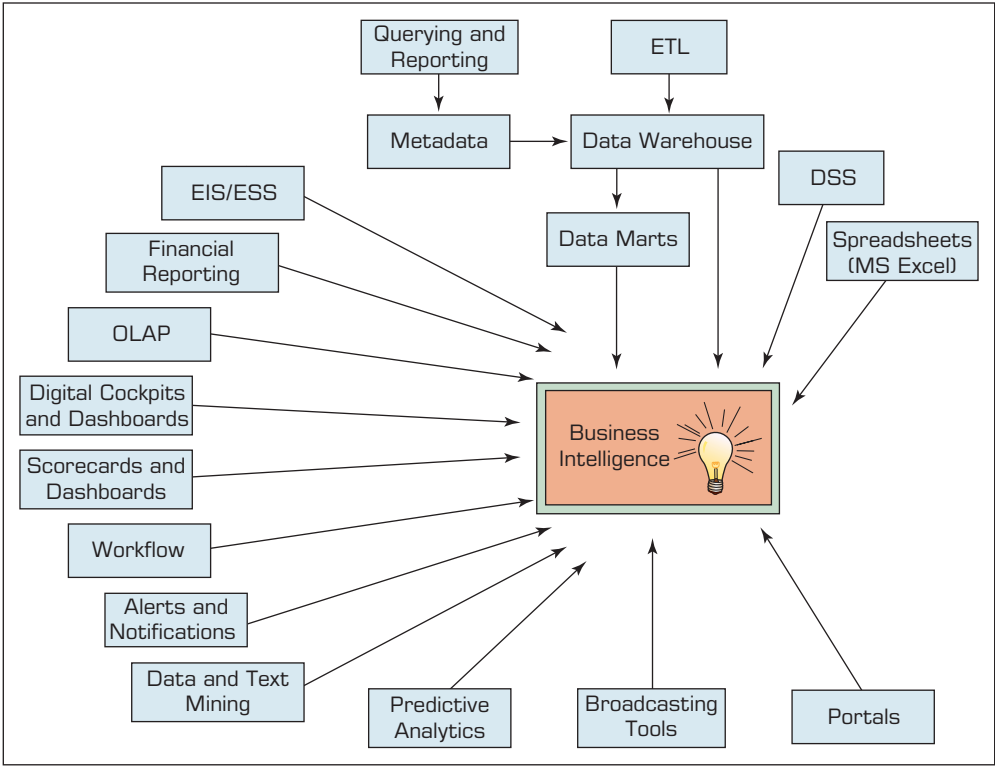 Querying and
Reporting
ETL
Metadata
Data Warehouse
DSS
EIS/ESS
Data Marts
Spreadsheets
(MS Excel)
Financial
Reporting
OLAP
Digital Cockpits
and Dashboards
Business
Intelligence
Scorecards and
Dashboards
Workflow
Alerts and
Notifications
Data and Text
Mining
Predictive
Analytics
Broadcasting
Tools
Portals